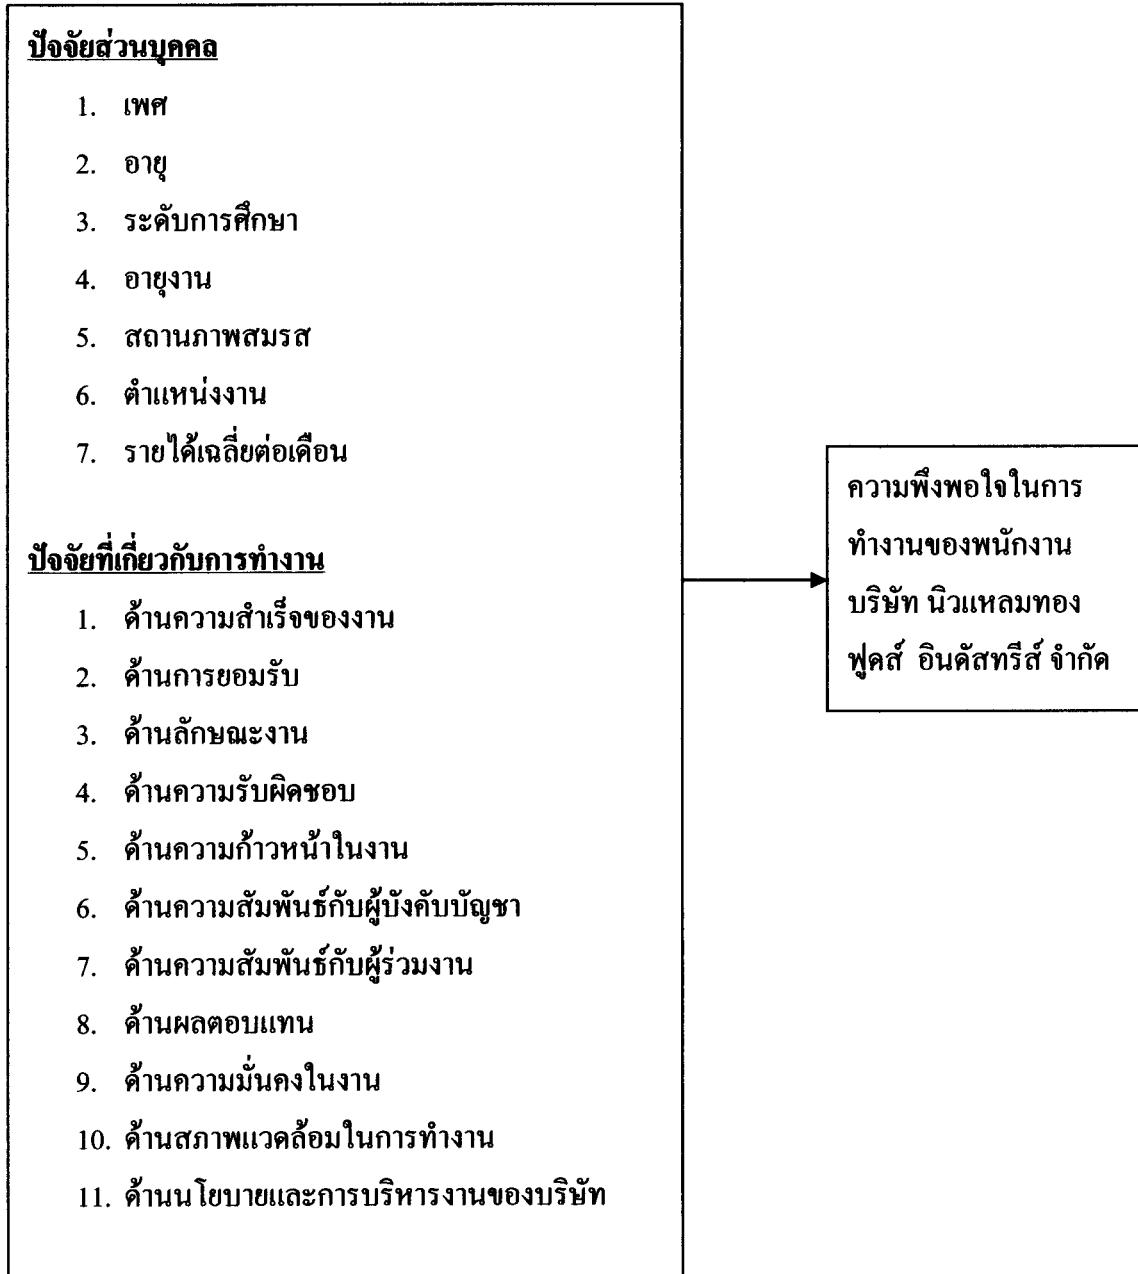 ปัจจัยส่วนบุคคล
1. เพศ
2. อายุ
3. ระดับการศึกษา
4. อายุงาน
5. สถานภาพสมรส
6. ตำแหน่งงาน
7. รายได้เฉลี่ยต่อเดือน
ปัจจัยที่เกี่ยวกับการทำงาน
1. ด้านความสำเร็จของงาน
2. ด้านการยอมรับ
3. ด้านลักษณะงาน
4. ด้านความรับผิดชอบ
5. ด้านความก้าวหน้าในงาน
6. ด้านความสัมพันธ์กับผู้บังคับบัญชา
7. ด้านความสัมพันธ์กับผู้ร่วมงาน
8. ด้านผลตอบแทน
9. ด้านความมั่นคงในงาน
10. ด้านสภาพแวดล้อมในการทำงาน
11. ด้านนโยบายและการบริหารงานของบริษัท
ความพึงพอใจในการ
ทำงานของพนักงาน
บริษัท นิวแหลมทอง
ฟูดส์ อินดัสทรีส์ จำกัด